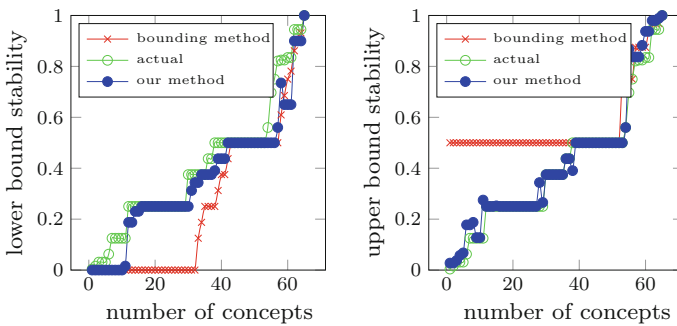 bounding method
actual
our method
1
0.8
0.6
0.4
0.2
0
0
20
40
60
number of concepts
lower bound stability
bounding method
actual
our method
1
0.8
0.6
0.4
0.2
0
0
20
40
60
number of concepts
upper bound stability